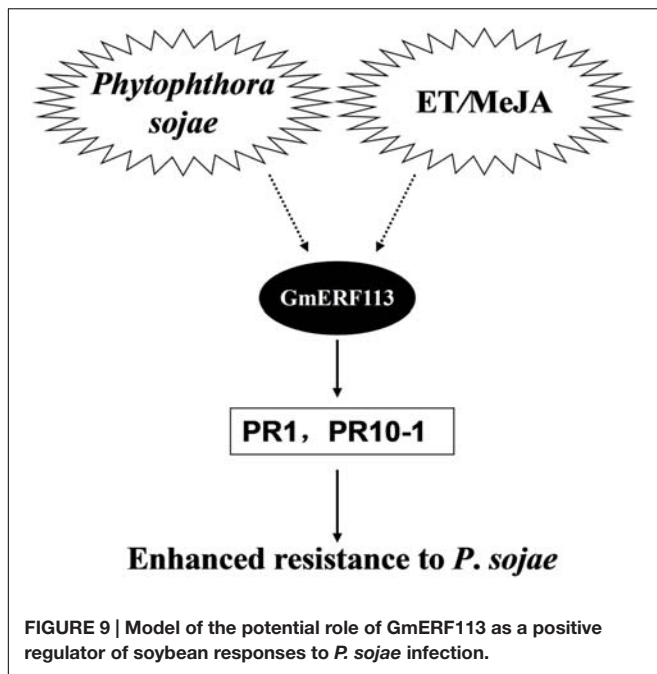 Phytophthora
sojae
ET/MeJA
GmERF113
PR1，PR10-1
Enhanced resistance to P. sojae
FIGURE 9 | Model of the potential role of GmERF113 as a positive
regulator of soybean responses to P. sojae infection.